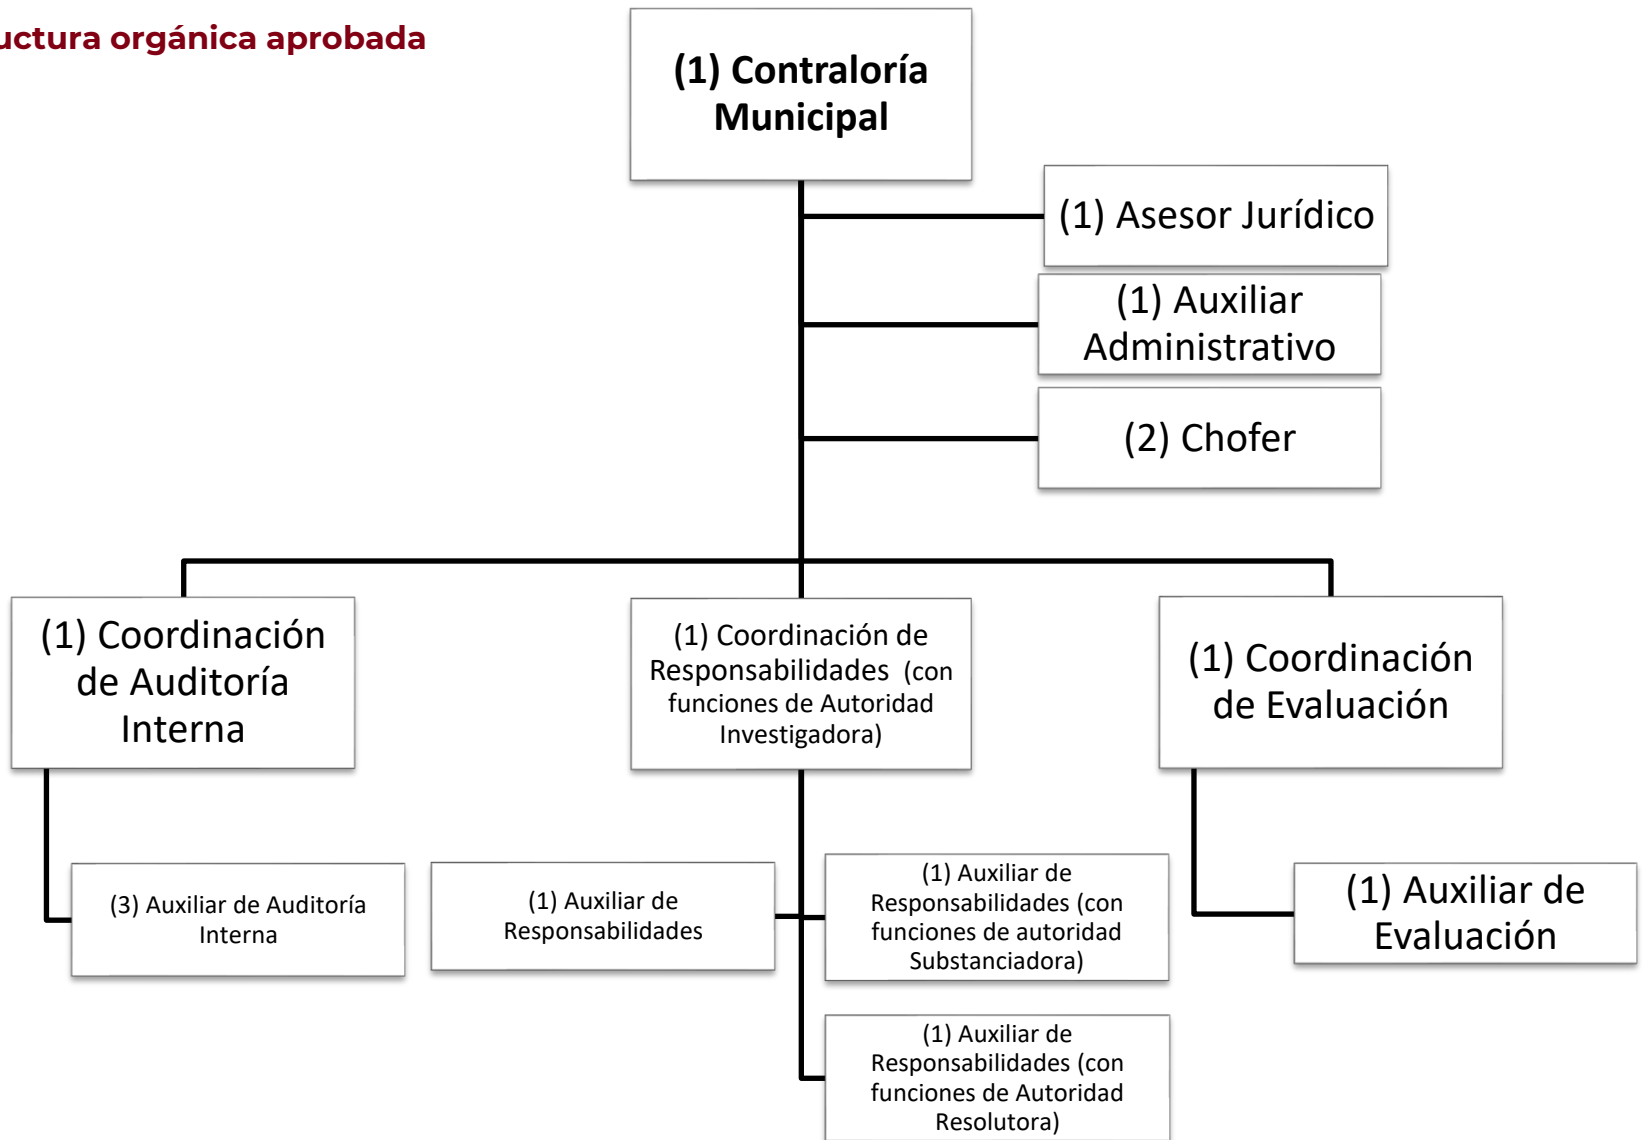 uctura orgánica aprobada
(1) Contraloría
Municipal
(1) Asesor Jurídico
(1) Auxiliar
Administrativo
(2) Chofer
(1) Coordinación
de Auditoría
Interna
(1) Coordinación de
Responsabilidades (con
funciones de Autoridad
Investigadora)
(1) Coordinación
de Evaluación
(3) Auxiliar de Auditoría
Interna
(1) Auxiliar de
Responsabilidades
(1) Auxiliar de
Responsabilidades (con
funciones de autoridad
Substanciadora)
(1) Auxiliar de
Evaluación
(1) Auxiliar de
Responsabilidades (con
funciones de Autoridad
Resolutora)